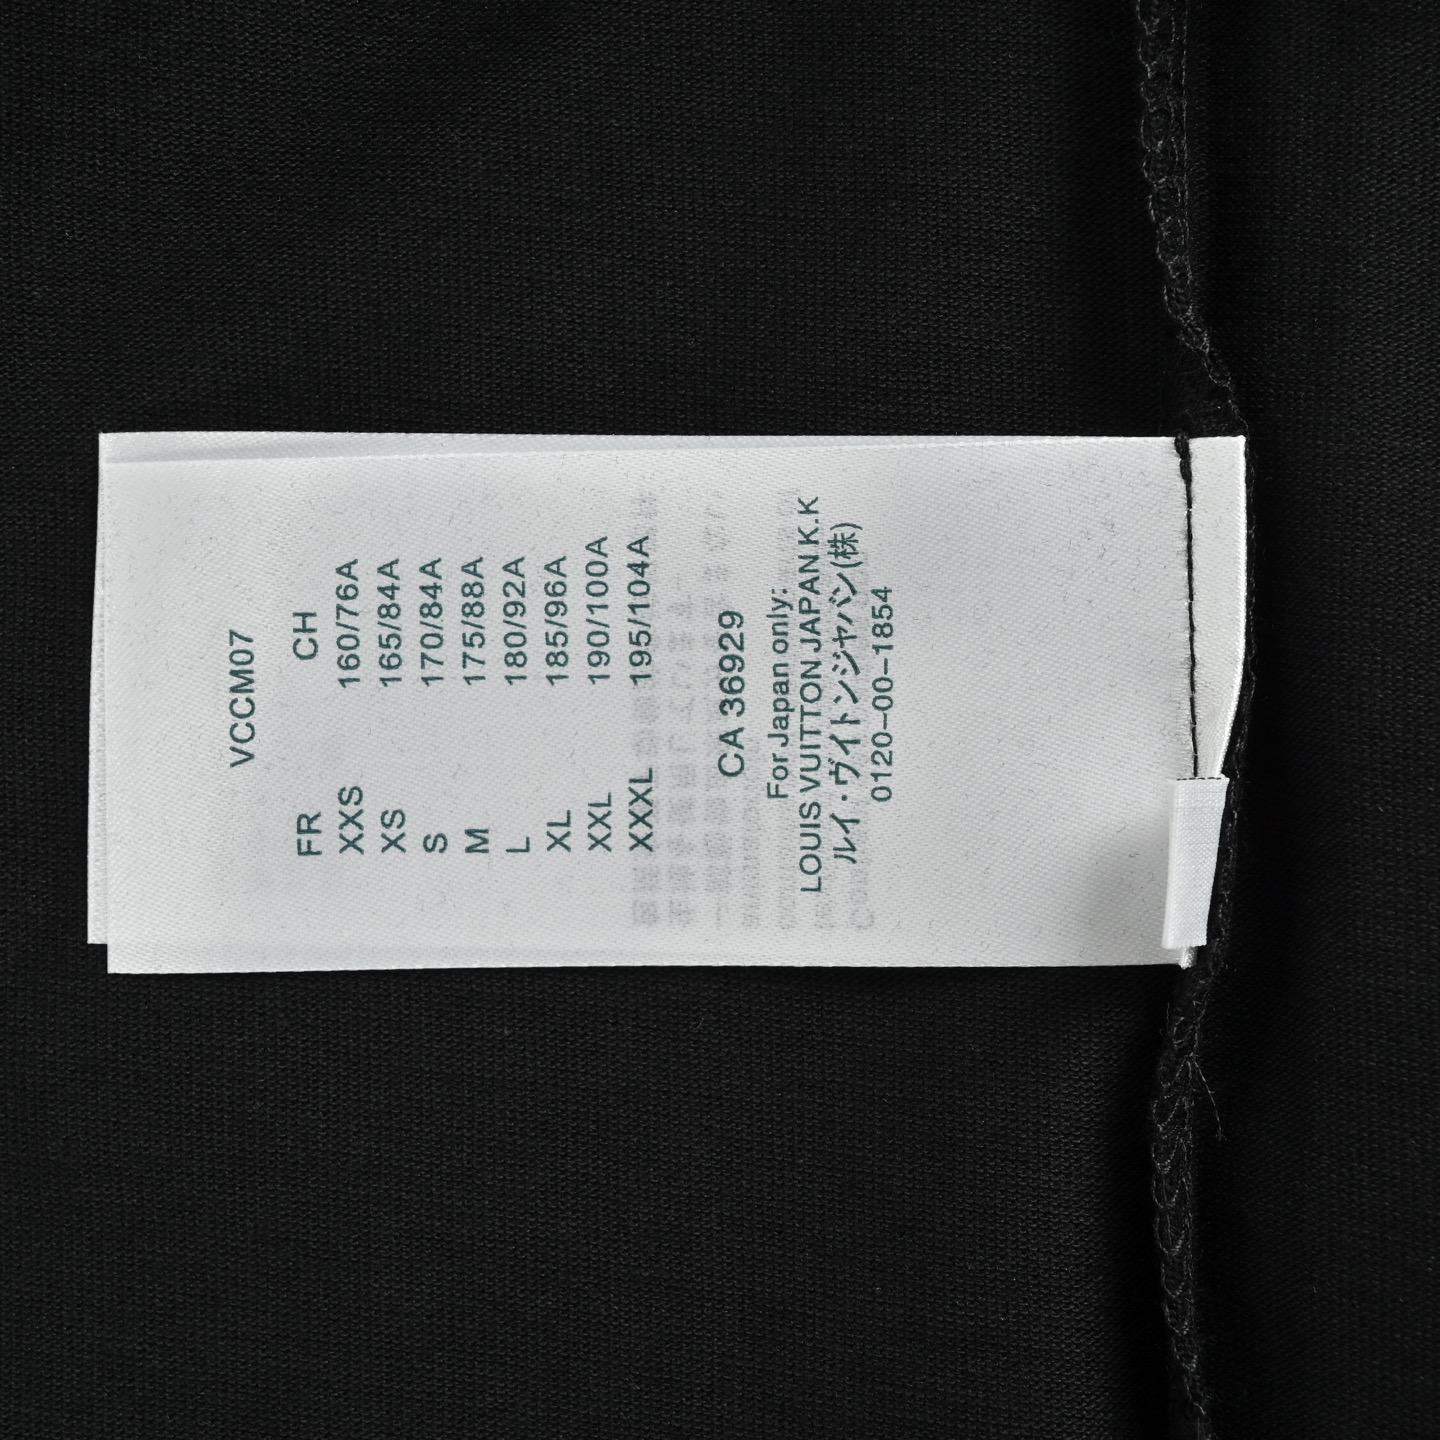 VCCM07
FR CH
XXS 160/76A
XS 165/84A
S 170/84A
M 175/88A
L 180/92A
XL 185/96A
XXL 190/100A
XXXL 195/104A
CA 36929
For Japan only:
LOUIS VUITTON JAPAN K.K
ルイ・ヴィトンジャパン(株)
0120-00-1854